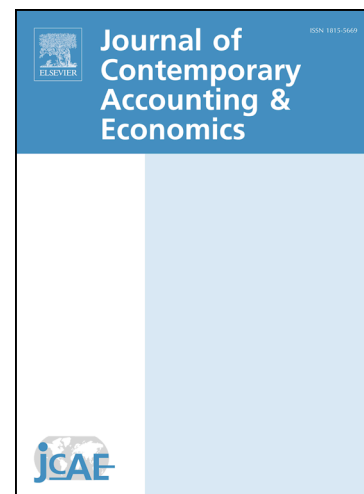 ISSN 1815-5669
ELSEVIER
Journal of
Contemporary
Accounting &
Economics
jCAE